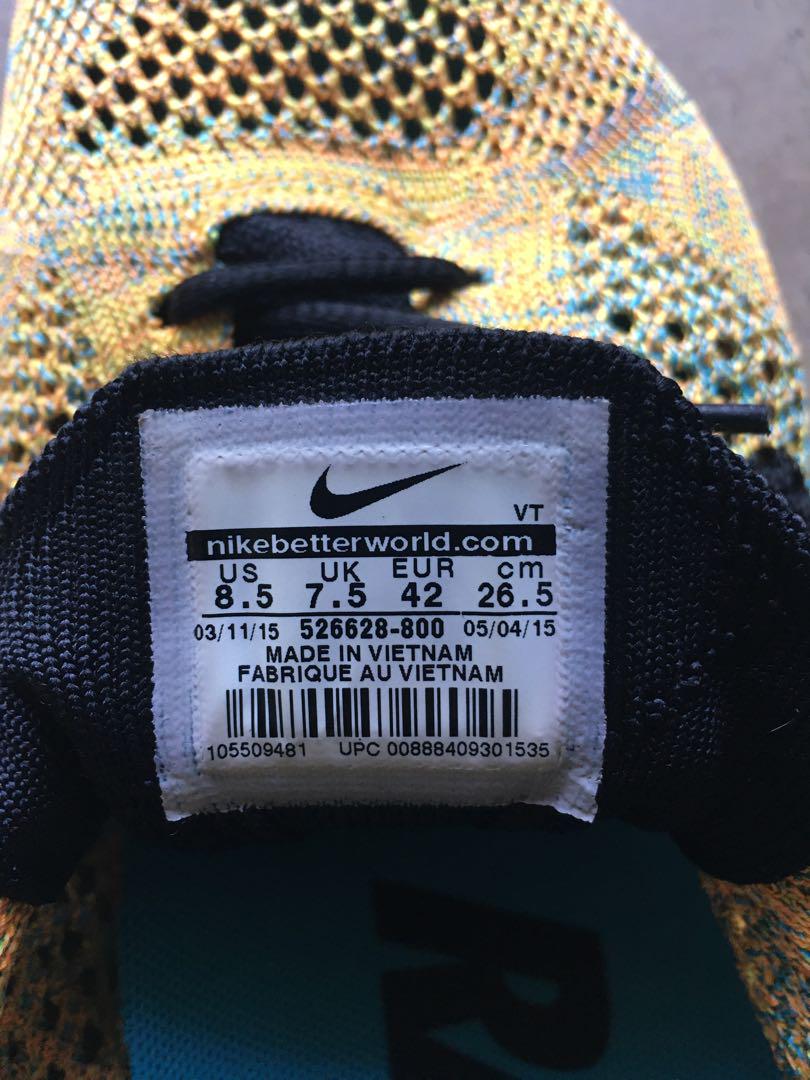 VT
nikebetterworld.com
US UK EUR cm
8.5 7.5 42 26.5
03/11/15 526628-800 05/04/15
MADE IN VIETNAM
FABRIQUE AU VIETNAM
105509481 UPC 00888409301535
R